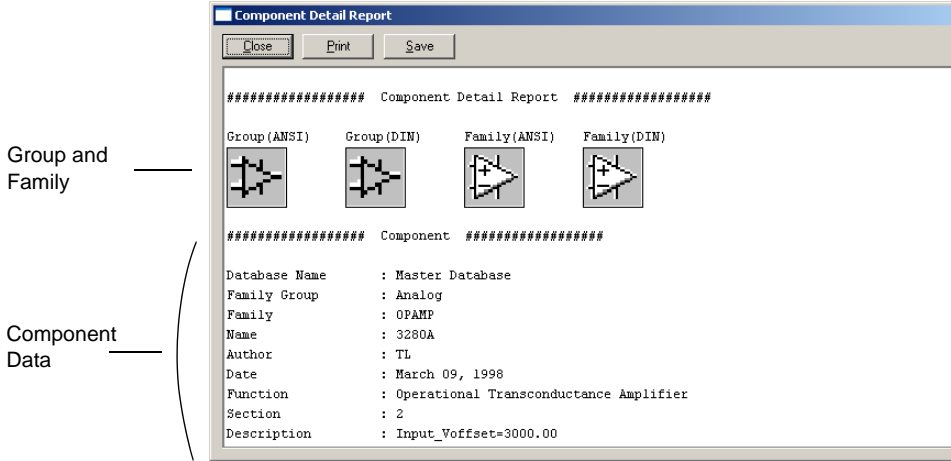 Component Detail Report
Close Print Save
################## Component Detail Report ##################
Group(ANSI) Group(DIN) Family(ANSI) Family(DIN)
Group and
Family
################## Component ##################
Database Name : Master Database
Family Group : Analog
Family : OPAMP
Name : 3280A
Author : TL
Date : March 09, 1998
Function : Operational Transconductance Amplifier
Section : 2
Description : Input_Voffset=3000.00
Component
Data